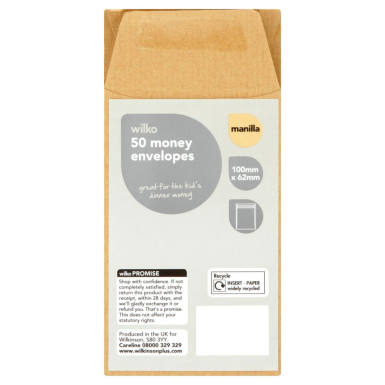 wilko
50 money
envelopes
great for the kid's
dinner money
manilla
100mm
x 62mm
wilko PROMISE
Shop with confidence. If not
completely satisfied, simply
return this product with the
receipt, within 28 days, and
we'll gladly exchange it or
refund you. That's a promise.
This does not affect your
statutory rights.
Produced in the UK for
Wilkinson, S80 3YY.
Careline 08000 329 329
www.wilkinsonplus.com
Recycle
INSERT - PAPER
widely recycled